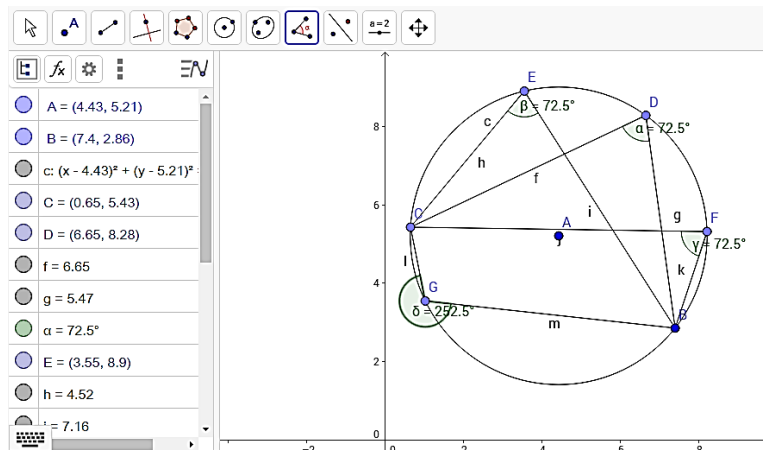 A
a=2
fx
A = (4.43, 5.21)
B = (7.4, 2.86)
c: (x - 4.43)² + (y - 5.21)²
C = (0.65, 5.43)
D = (6.65, 8.28)
f = 6.65
g = 5.47
α = 72.5°
E = (3.55, 8.9)
h = 4.52
i = 7.16
E
D
c
β = 72.5°
α = 72.5°
8
h
f
6
C
A
i
g
F
γ = 72.5°
l
k
4
G
δ = 252.5°
B
m
2
0
−2
0
2
4
6
8